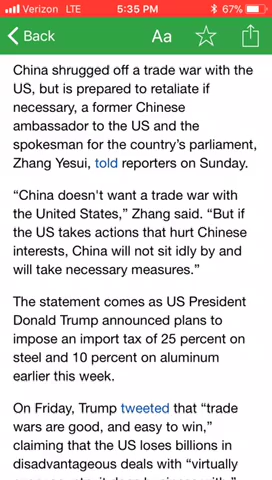 Verizon LTE 5:35 PM 67%
Back Aa
China shrugged off a trade war with the
US, but is prepared to retaliate if
necessary, a former Chinese
ambassador to the US and the
spokesman for the country’s parliament,
Zhang Yesui, told reporters on Sunday.
“China doesn't want a trade war with
the United States,” Zhang said. “But if
the US takes actions that hurt Chinese
interests, China will not sit idly by and
will take necessary measures.”
The statement comes as US President
Donald Trump announced plans to
impose an import tax of 25 percent on
steel and 10 percent on aluminum
earlier this week.
On Friday, Trump tweeted that “trade
wars are good, and easy to win,”
claiming that the US loses billions in
disadvantageous deals with “virtually